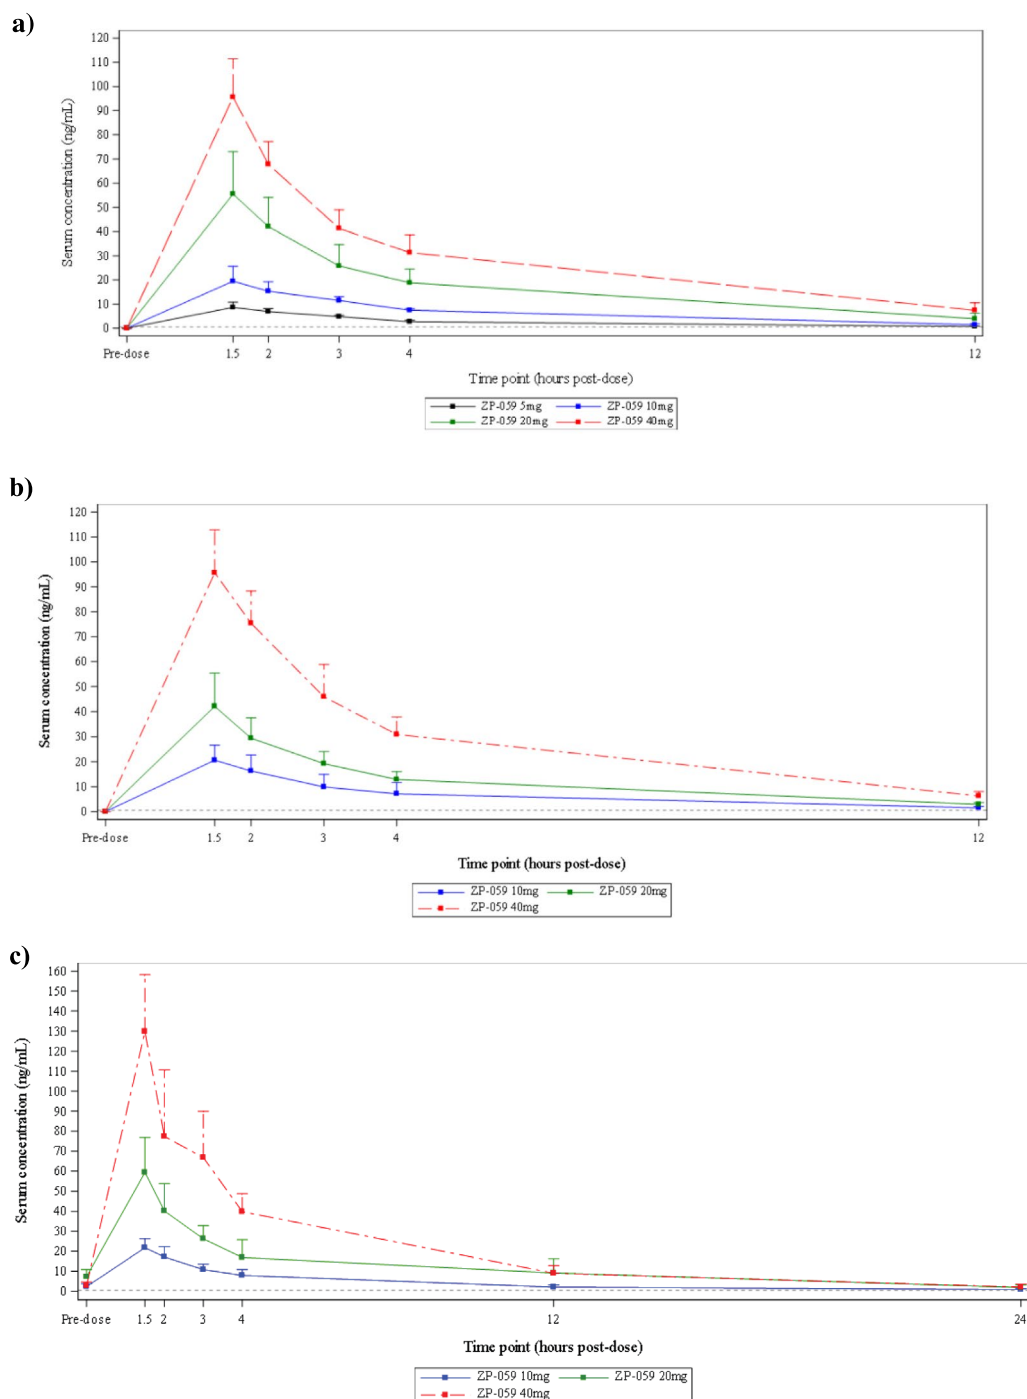 a)
120
110
100
90
80
70
60
50
40
30
20
10
0
Serum concentration (ng/mL)
Pre-dose 1.5 2 3 4 12
Time point (hours post-dose)
ZP-059 5mg ZP-059 10mg
ZP-059 20mg ZP-059 40mg
b)
120
110
100
90
80
70
60
50
40
30
20
10
0
Serum concentration (ng/mL)
Pre-dose 1.5 2 3 4 12
Time point (hours post-dose)
ZP-059 10mg ZP-059 20mg
ZP-059 40mg
c)
160
150
140
130
120
110
100
90
80
70
60
50
40
30
20
10
0
Serum concentration (ng/mL)
Pre-dose 1.5 2 3 4 12 24
Time point (hours post-dose)
ZP-059 10mg ZP-059 20mg
ZP-059 40mg